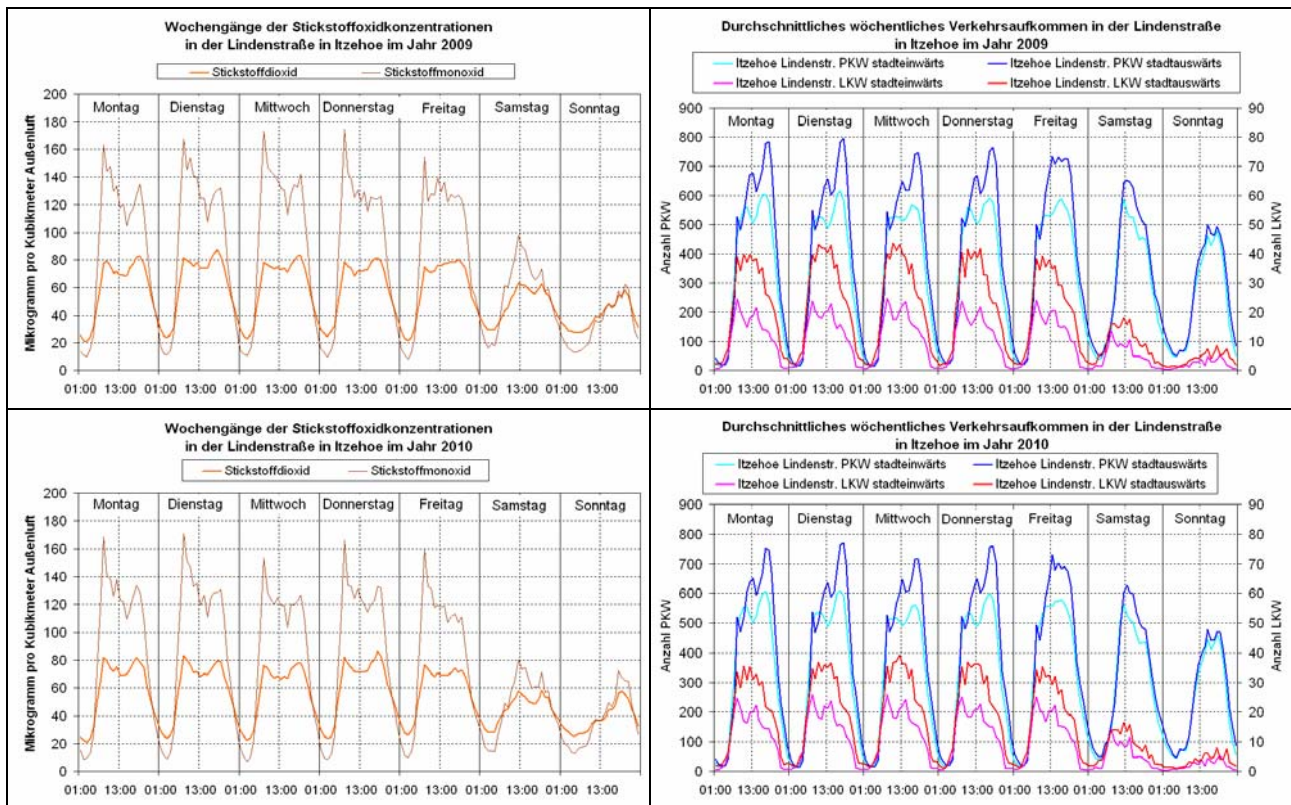 Wochengänge der Stickstoffoxidkonzentrationen
in der Lindenstraße in Itzehoe im Jahr 2009
Stickstoffdioxid Stickstoffmonoxid
Mikrogramm pro Kubikmeter Außenluft
200
180
160
140
120
100
80
60
40
20
0
Montag Dienstag Mittwoch Donnerstag Freitag Samstag Sonntag
01:00 13:00 01:00 13:00 01:00 13:00 01:00 13:00 01:00 13:00 01:00 13:00 01:00 13:00
Durchschnittliches wöchentliches Verkehrsaufkommen in der Lindenstraße
in Itzehoe im Jahr 2009
Itzehoe Lindenstr. PKW stadteinwärts Itzehoe Lindenstr. PKW stadtauswärts
Itzehoe Lindenstr. LKW stadteinwärts Itzehoe Lindenstr. LKW stadtauswärts
Anzahl PKW
900 90
800 80
700 70
600 60
500 50
400 40
300 30
200 20
100 10
0 0
Anzahl LKW
Montag Dienstag Mittwoch Donnerstag Freitag Samstag Sonntag
01:00 13:00 01:00 13:00 01:00 13:00 01:00 13:00 01:00 13:00 01:00 13:00 01:00 13:00
Wochengänge der Stickstoffoxidkonzentrationen
in der Lindenstraße in Itzehoe im Jahr 2010
Stickstoffdioxid Stickstoffmonoxid
Mikrogramm pro Kubikmeter Außenluft
200
180
160
140
120
100
80
60
40
20
0
Montag Dienstag Mittwoch Donnerstag Freitag Samstag Sonntag
01:00 13:00 01:00 13:00 01:00 13:00 01:00 13:00 01:00 13:00 01:00 13:00 01:00 13:00
Durchschnittliches wöchentliches Verkehrsaufkommen in der Lindenstraße
in Itzehoe im Jahr 2010
Itzehoe Lindenstr. PKW stadteinwärts Itzehoe Lindenstr. PKW stadtauswärts
Itzehoe Lindenstr. LKW stadteinwärts Itzehoe Lindenstr. LKW stadtauswärts
Anzahl PKW
900 90
800 80
700 70
600 60
500 50
400 40
300 30
200 20
100 10
0 0
Anzahl LKW
Montag Dienstag Mittwoch Donnerstag Freitag Samstag Sonntag
01:00 13:00 01:00 13:00 01:00 13:00 01:00 13:00 01:00 13:00 01:00 13:00 01:00 13:00